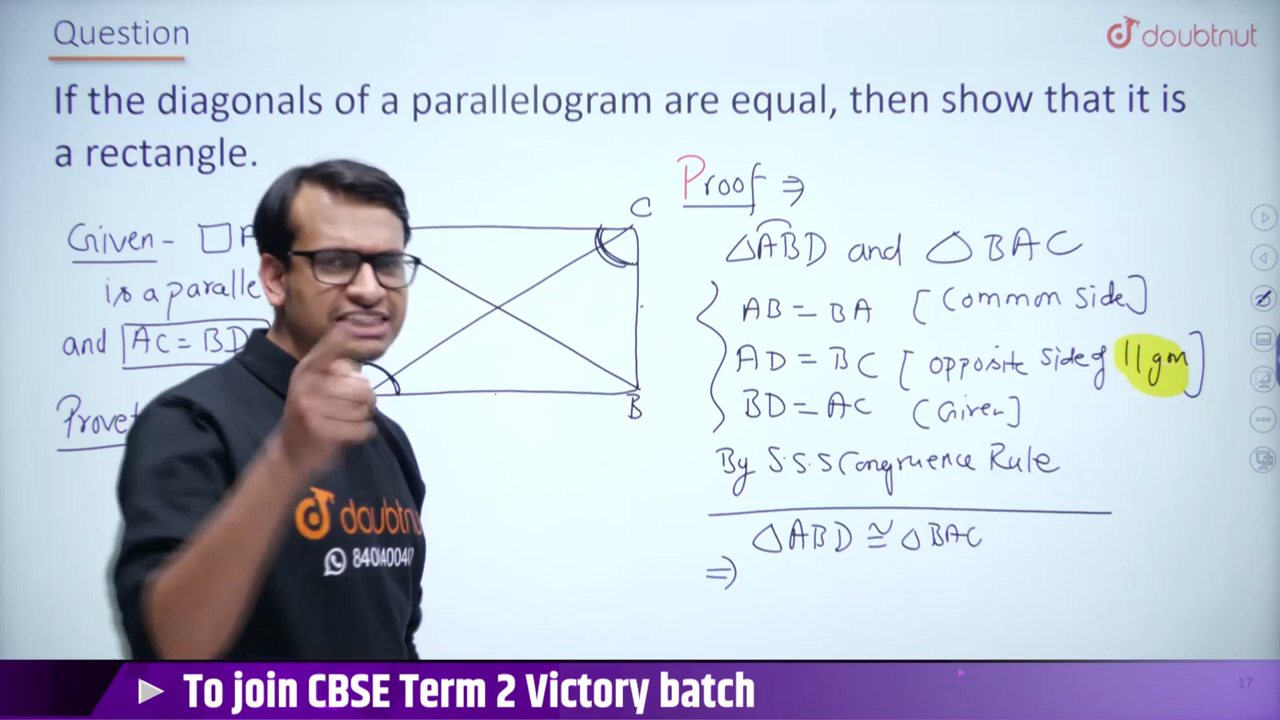 Question
doubtnut
If the diagonals of a parallelogram are equal, then show that it is
a rectangle.
Given - □
is a paralle
and AC = BD
Prove
C
B
Proof ⇒
△ABD and △BAC
AB = BA [Common Side]
AD = BC [opposite side of ||gm]
BD = AC (Given]
By S.S.S Congruence Rule
△ABD ≅ △BAC
⇒
doubtnu
To join CBSE Term 2 Victory batch
17